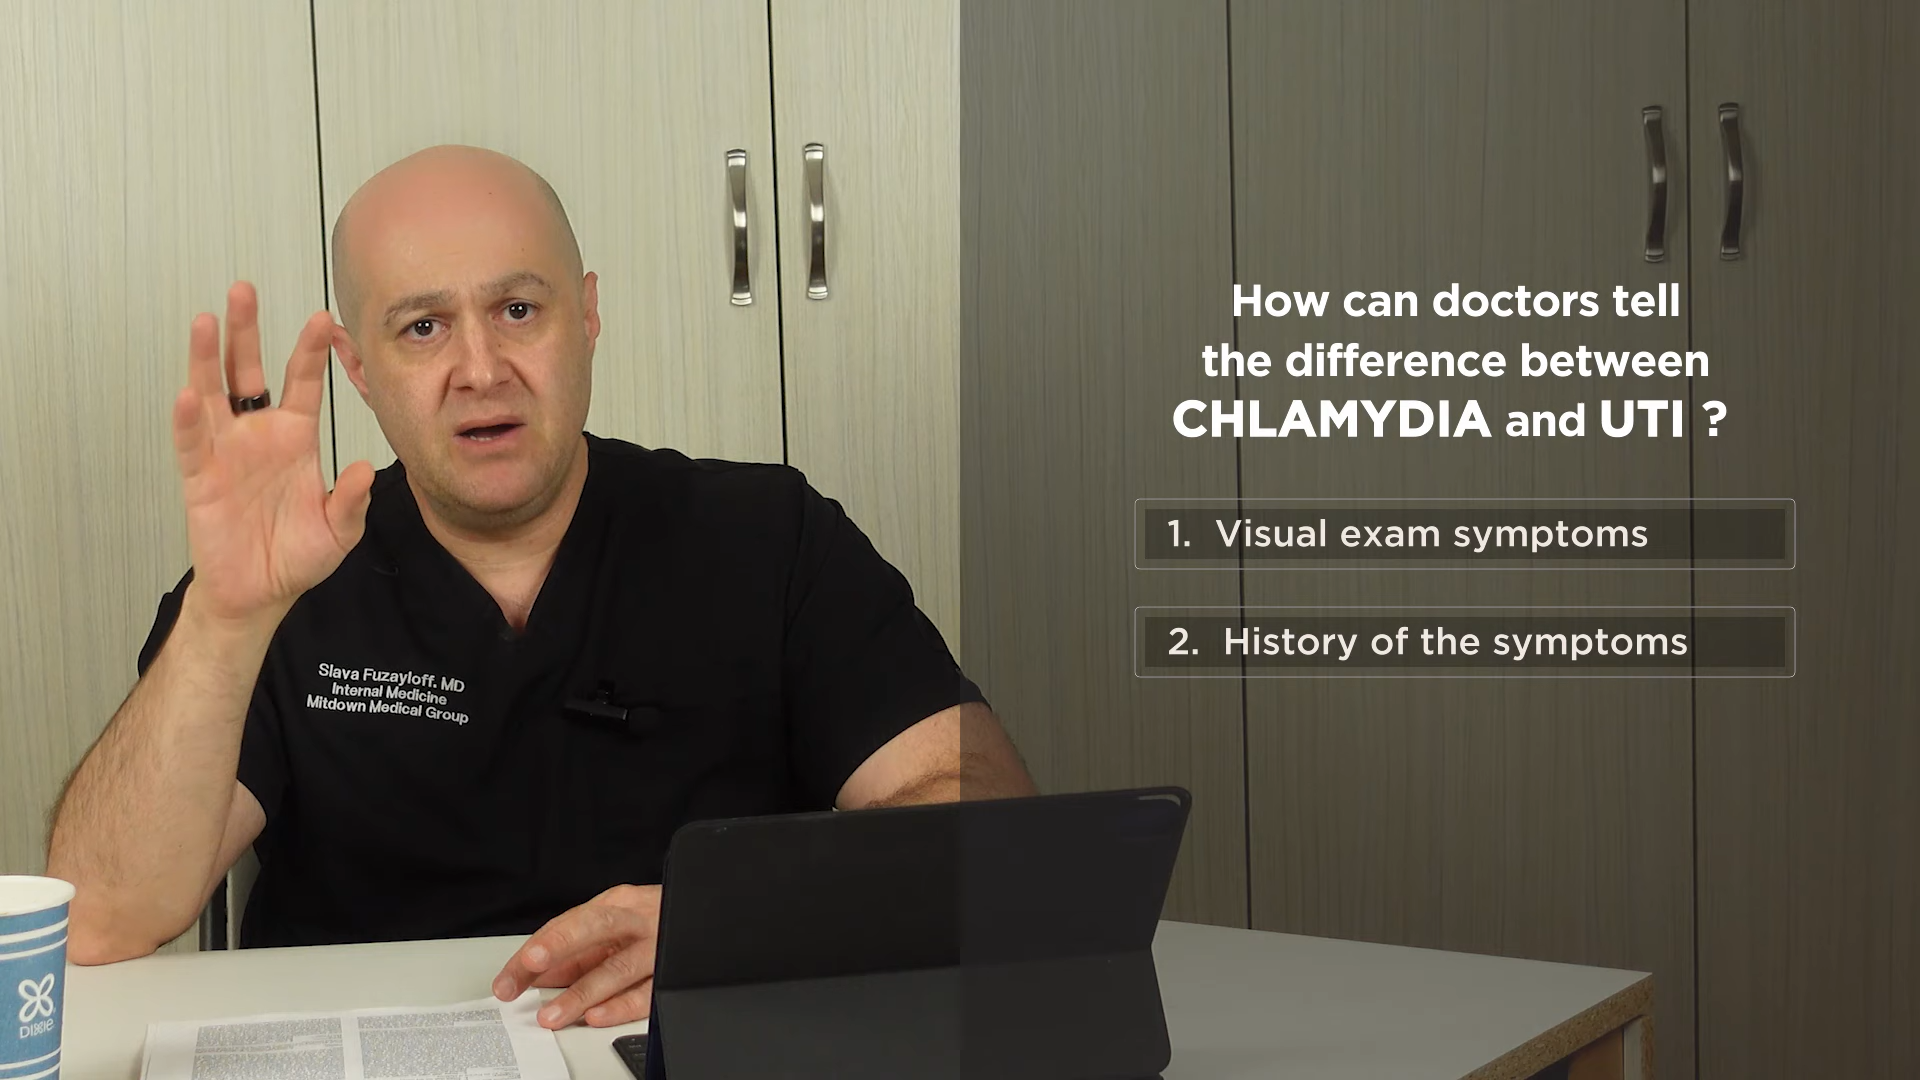 How can doctors tell
the difference between
CHLAMYDIA and UTI ?
1. Visual exam symptoms
2. History of the symptoms
Slava Fuzayloff. MD
Internal Medicine
Mitdown Medical Group
DIXIE